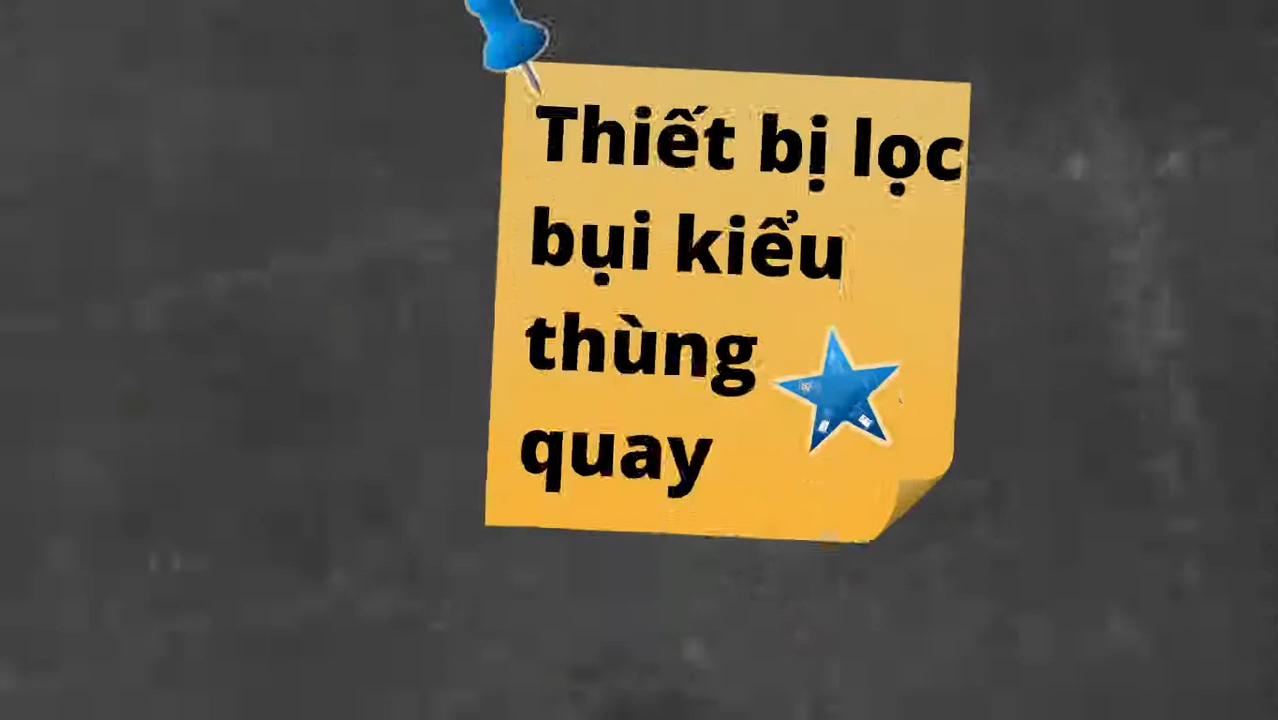 Thiết bị lọc
bụi kiểu
thùng
quay